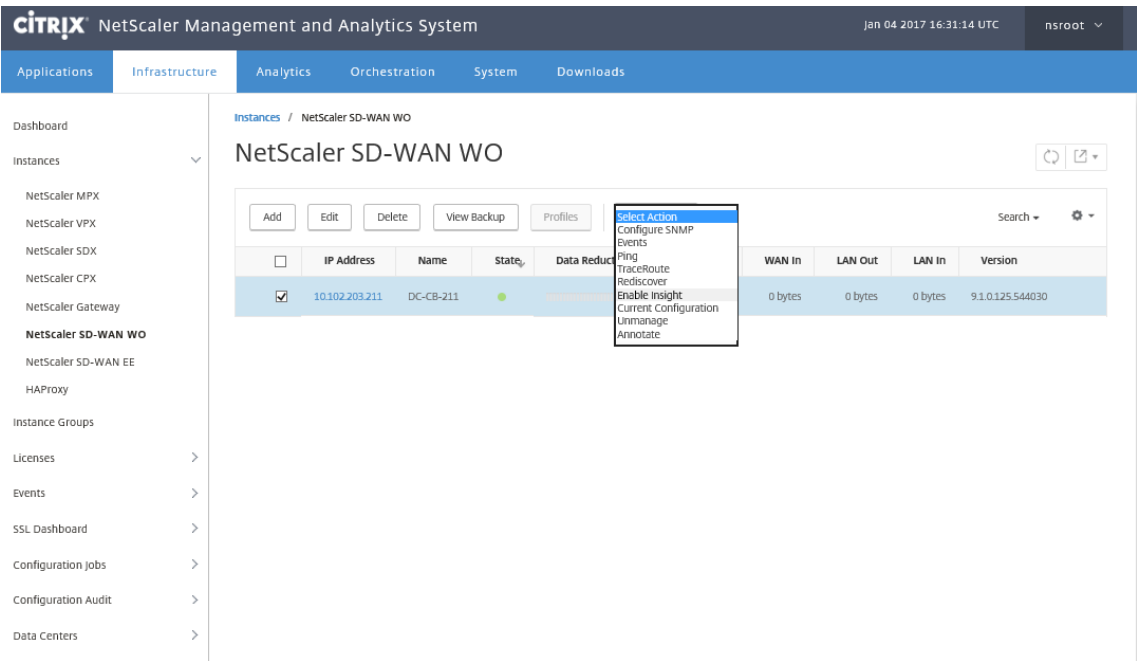 CİTRIX NetScaler Management and Analytics System
Jan 04 2017 16:31:14 UTC
nsroot
Applications Infrastructure Analytics Orchestration System Downloads
Dashboard
Instances
NetScaler MPX
NetScaler VPX
NetScaler SDX
NetScaler CPX
NetScaler Gateway
NetScaler SD-WAN WO
NetScaler SD-WAN EE
HAProxy
Instance Groups
Licenses
Events
SSL Dashboard
Configuration Jobs
Configuration Audit
Data Centers
Instances / NetScaler SD-WAN WO
NetScaler SD-WAN WO
Add Edit Delete View Backup Profiles
Select Action
Configure SNMP
Events
Ping
TraceRoute
Rediscover
Enable Insight
Current Configuration
Unmanage
Annotate
Search
IP Address Name State Data Reduct WAN In LAN Out LAN In Version
10.102.203.211 DC-CB-211 0 bytes 0 bytes 0 bytes 9.1.0.125.544030